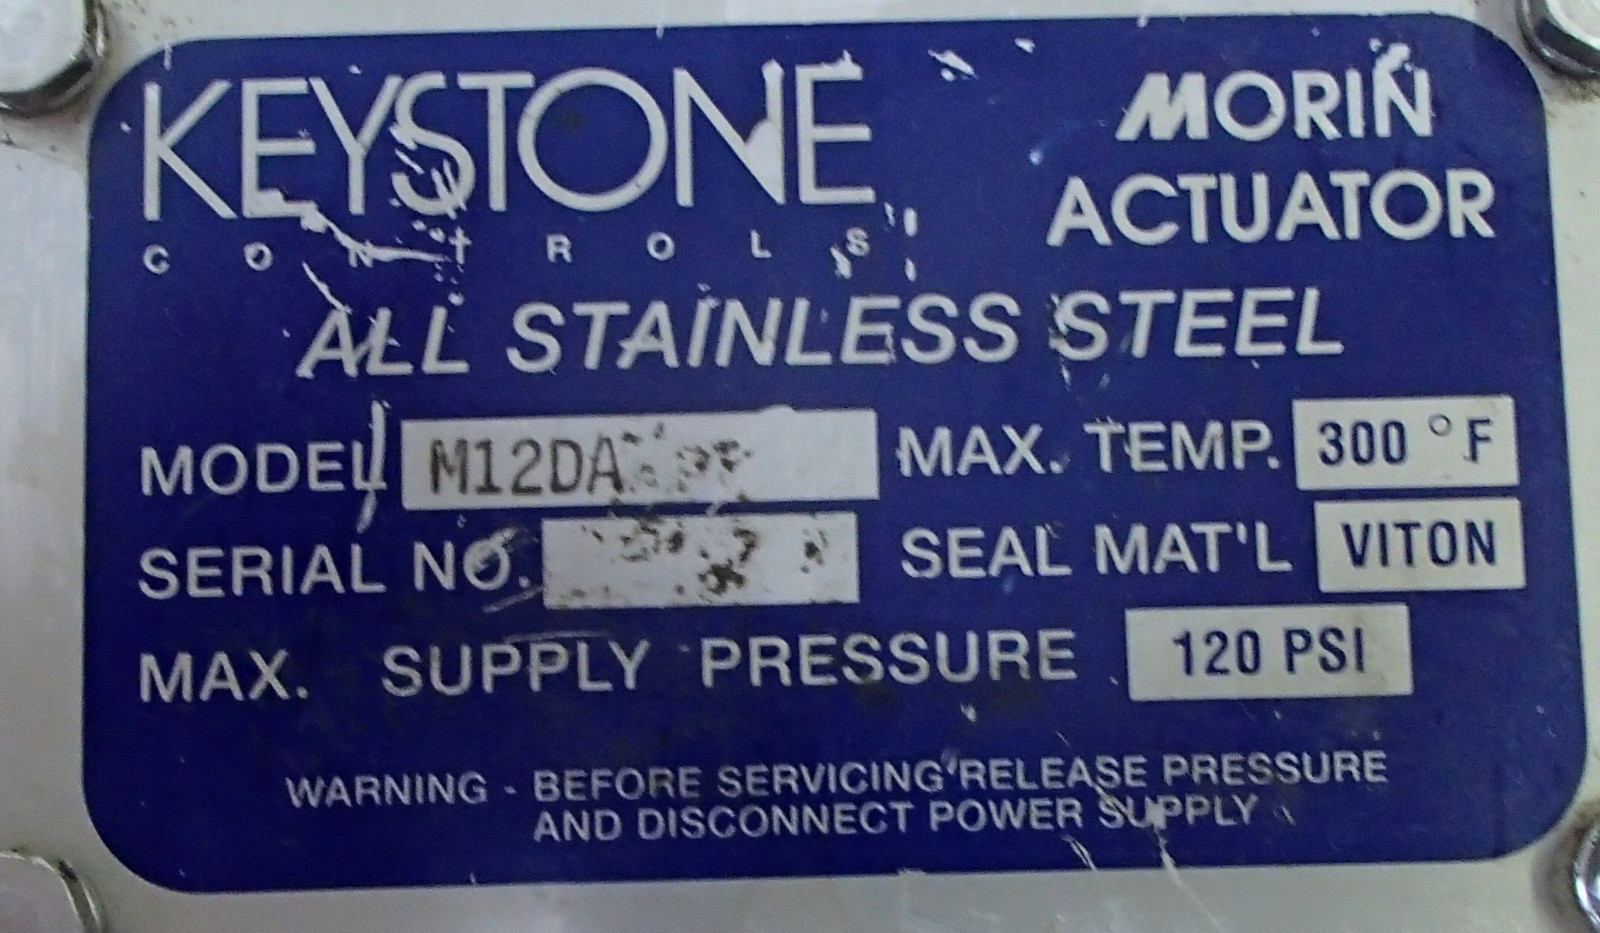 KEYSTONE
CONTROLS
MORIN
ACTUATOR
ALL STAINLESS STEEL
MODEL M12DA
MAX. TEMP. 300 °F
SERIAL NO.
SEAL MAT'L VITON
MAX. SUPPLY PRESSURE 120 PSI
WARNING - BEFORE SERVICING RELEASE PRESSURE
AND DISCONNECT POWER SUPPLY